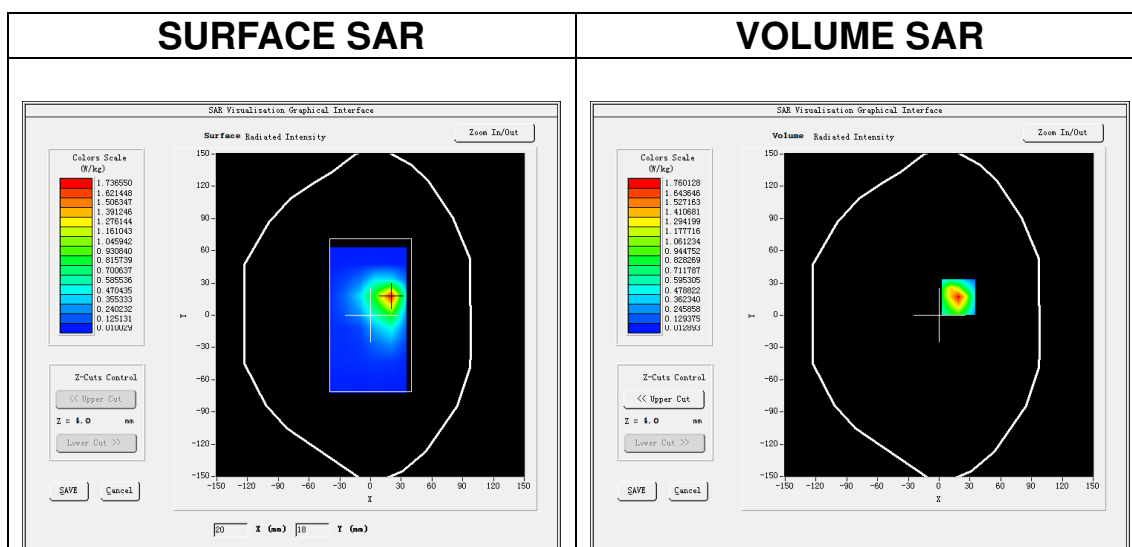 SURFACE SAR
VOLUME SAR
SAR Visualisation Graphical Interface
Surface Radiated Intensity
Zoom In/Out
Colors Scale
(W/kg)
1.736550
1.621448
1.506347
1.391246
1.276144
1.161043
1.045942
0.930840
0.815739
0.700637
0.585536
0.470435
0.355333
0.240232
0.125131
0.010029
150
120
90
60
30
0
-30
-60
-90
-120
-150
Y
-150 -120 -90 -60 -30 0 30 60 90 120 150
X
Z-Cuts Control
<< Upper Cut
Z = 4.0 mm
Lower Cut >>
SAVE
Cancel
20 X (mm) 18 Y (mm)
SAR Visualisation Graphical Interface
Volume Radiated Intensity
Zoom In/Out
Colors Scale
(W/kg)
1.760128
1.643646
1.527163
1.410681
1.294199
1.177716
1.061234
0.944752
0.828269
0.711787
0.595305
0.478822
0.362340
0.245858
0.129375
0.012893
150
120
90
60
30
0
-30
-60
-90
-120
-150
Y
-150 -120 -90 -60 -30 0 30 60 90 120 150
X
Z-Cuts Control
<< Upper Cut
Z = 4.0 mm
Lower Cut >>
SAVE
Cancel